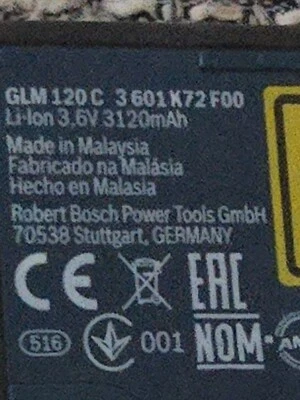 GLM 120 C 3 601 K72 F00
Li-Ion 3.6V 3120mAh
Made in Malaysia
Fabricado na Malásia
Hecho en Malasia
Robert Bosch Power Tools GmbH
70538 Stuttgart, GERMANY
CE EAC
516 001 NOM- AN